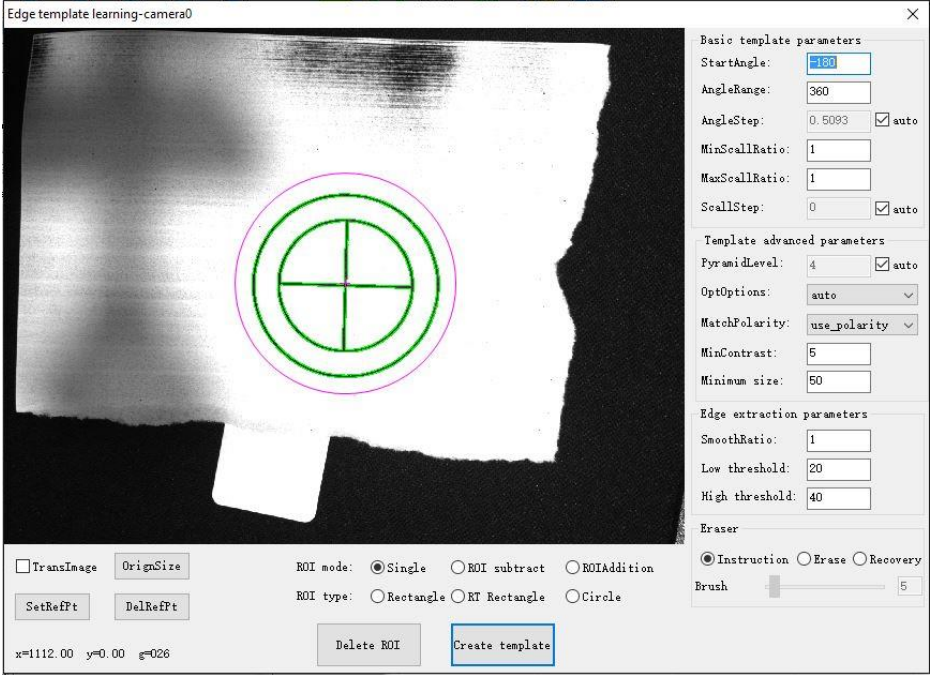 Edge template learning-camera0
Basic template parameters
StartAngle: -180
AngleRange: 360
AngleStep: 0.5093 auto
MinScallRatio: 1
MaxScallRatio: 1
ScallStep: 0 auto
Template advanced parameters
PyramidLevel: 4 auto
OptOptions: auto
MatchPolarity: use_polarity
MinContrast: 5
Minimum size: 50
Edge extraction parameters
SmoothRatio: 1
Low threshold: 20
High threshold: 40
Eraser
Instruction Erase Recovery
Brush 5
TransImage OrignSize ROI mode: Single ROI subtract ROIAddition
ROI type: Rectangle RT Rectangle Circle
SetRefPt DelRefPt
Delete ROI Create template
x=1112.00 y=0.00 g=026